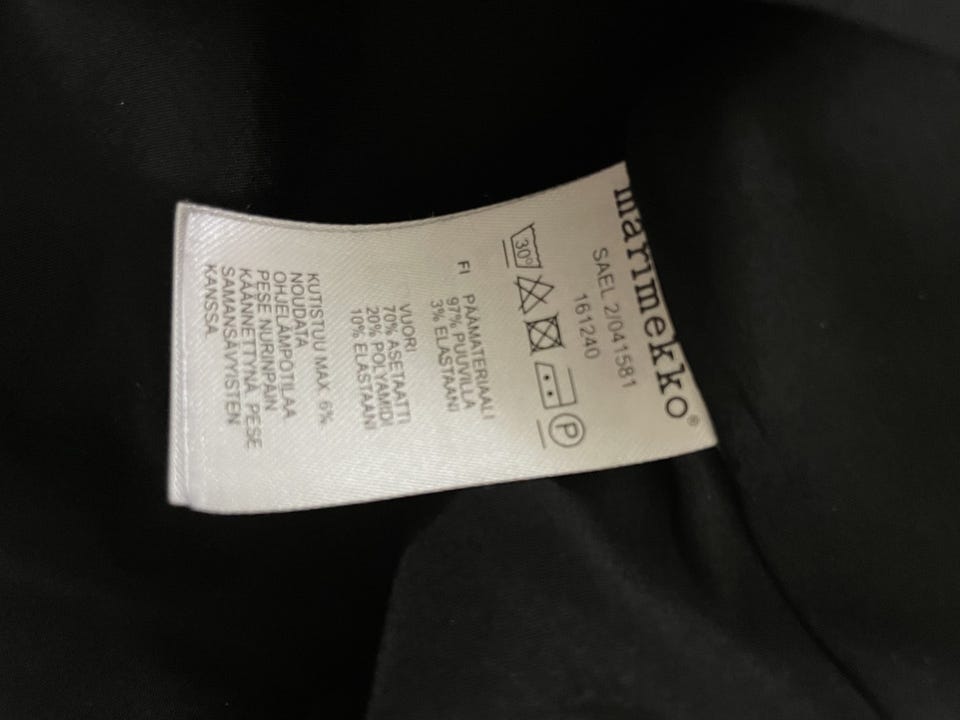 marimekko®
SAEL 2/041581
161240
30°
P
FI PÄÄMATERIAALI
97% PUUVILLA
3% ELASTAANI
VUORI
70% ASETAATTI
20% POLYAMIDI
10% ELASTAANI
KUTISTUU MAX. 6%
NOUDATA
OHJELÄMPÖTILAA
PESE NURINPÄIN
KÄÄNNETTYNÄ. PESE
SAMANSÄVYISTEN
KANSSA.